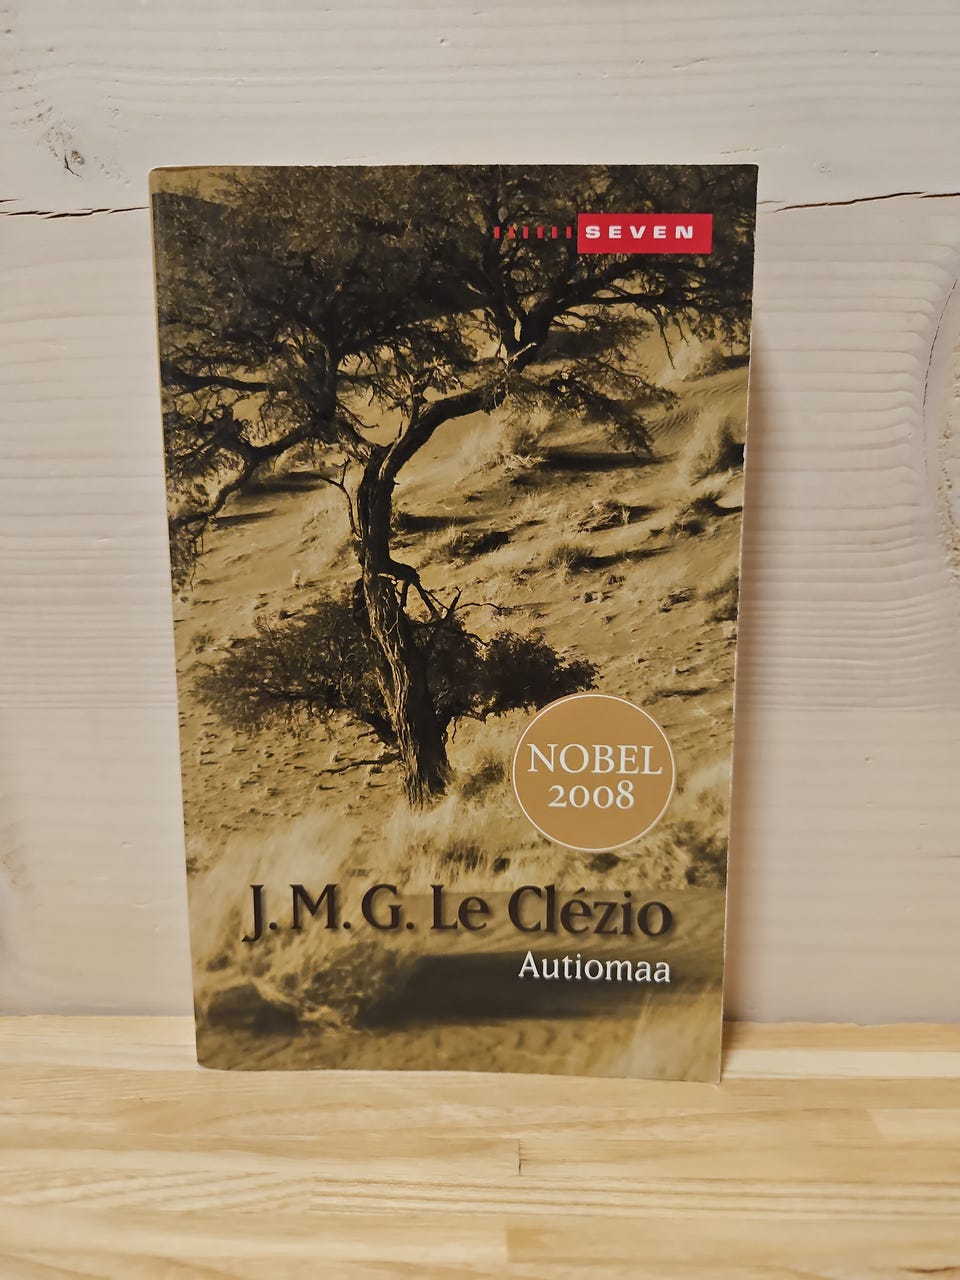 SEVEN
NOBEL
2008
J. M. G. Le Clézio
Autiomaa